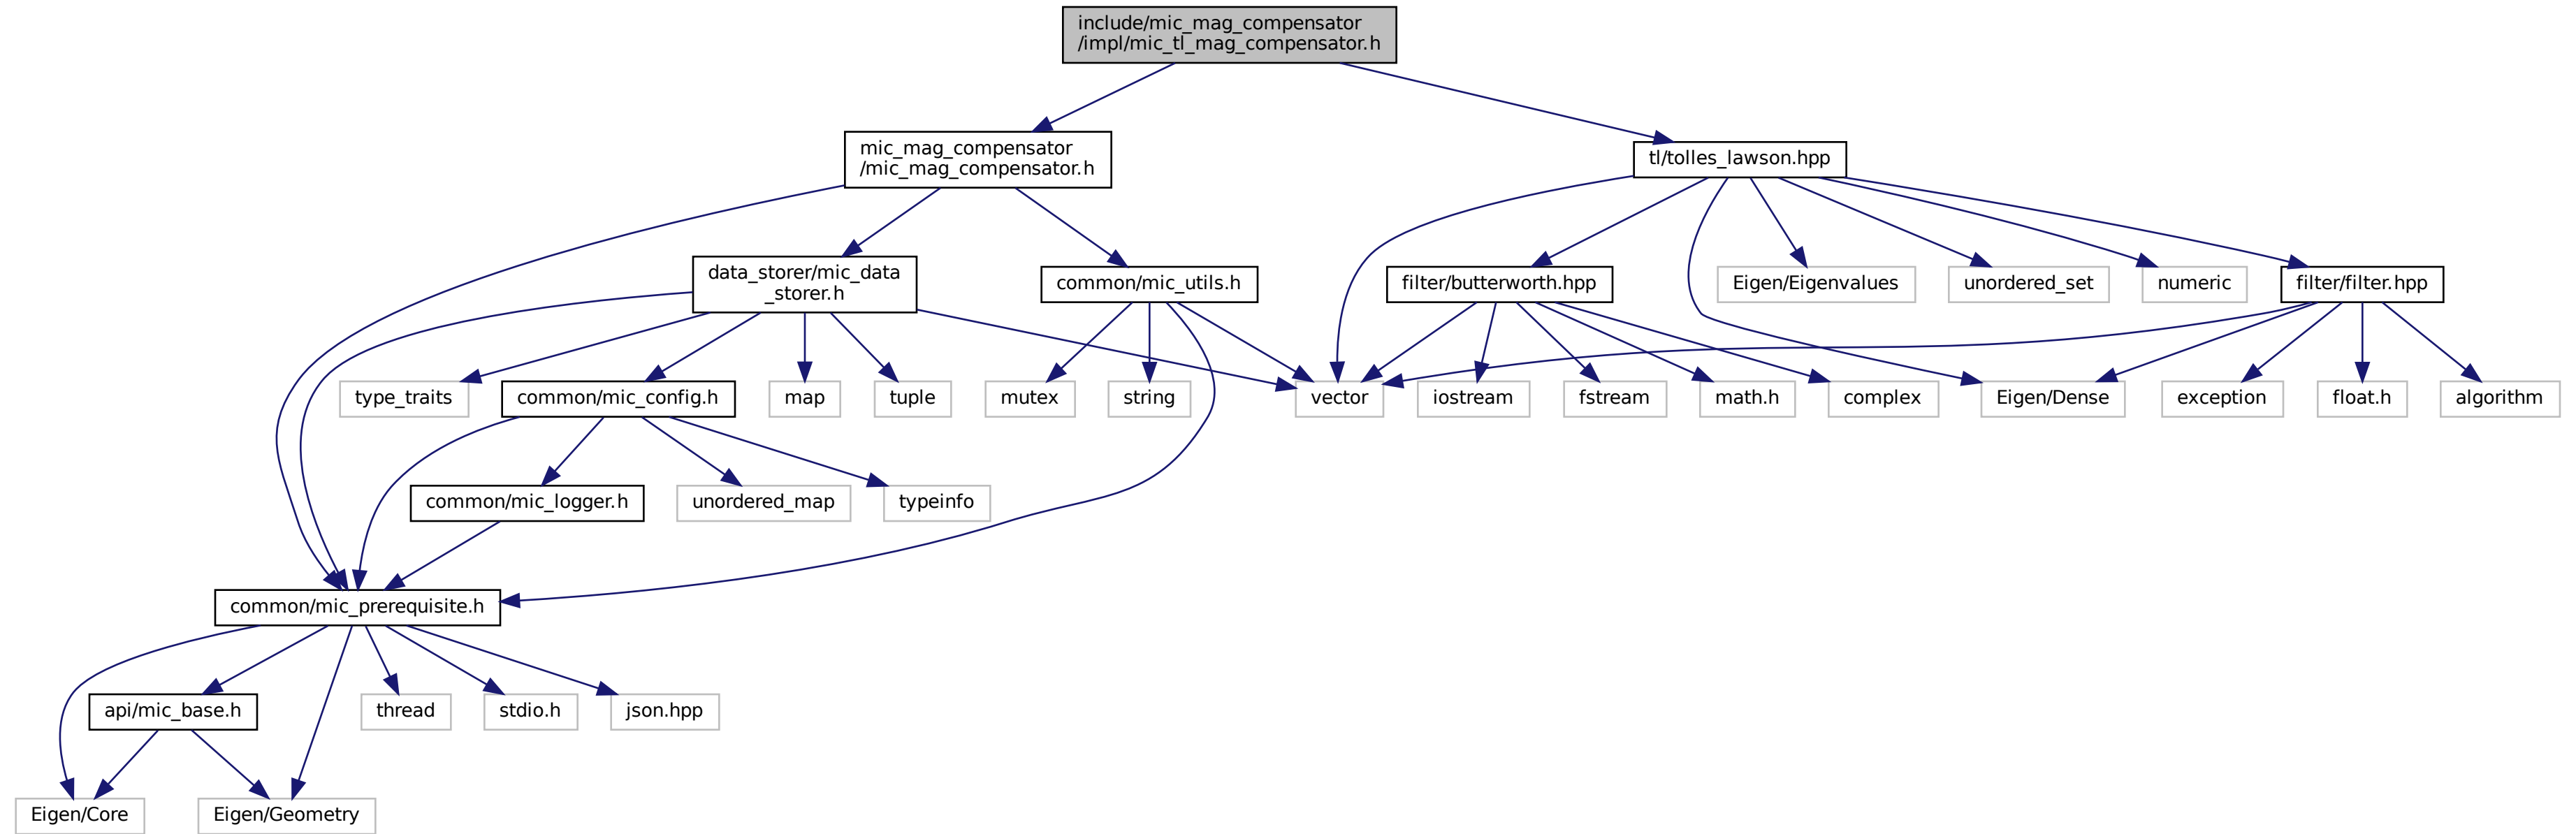 include/mic_mag_compensator
/impl/mic_tl_mag_compensator.h
mic_mag_compensator
/mic_mag_compensator.h
tl/tolles_lawson.hpp
data_storer/mic_data
_storer.h
common/mic_utils.h
filter/butterworth.hpp
Eigen/Eigenvalues
unordered_set
numeric
filter/filter.hpp
type_traits
common/mic_config.h
map
tuple
mutex
string
vector
iostream
fstream
math.h
complex
Eigen/Dense
exception
float.h
algorithm
common/mic_logger.h
unordered_map
typeinfo
common/mic_prerequisite.h
api/mic_base.h
thread
stdio.h
json.hpp
Eigen/Core
Eigen/Geometry